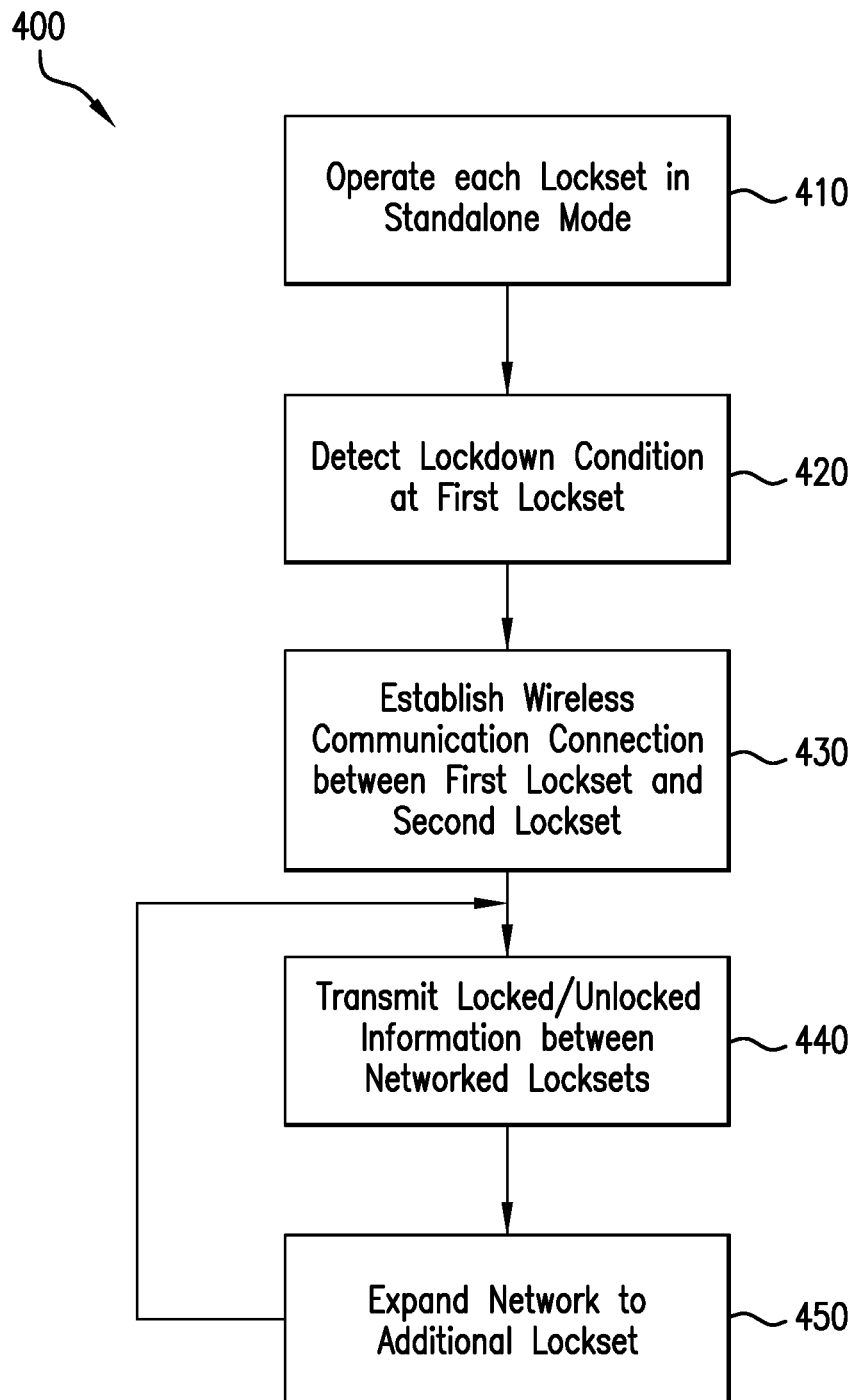 400
Operate each Lockset in
Standalone Mode
410
Detect Lockdown Condition
at First Lockset
420
Establish Wireless
Communication Connection
between First Lockset and
Second Lockset
430
Transmit Locked/Unlocked
Information between
Networked Locksets
440
Expand Network to
Additional Lockset
450